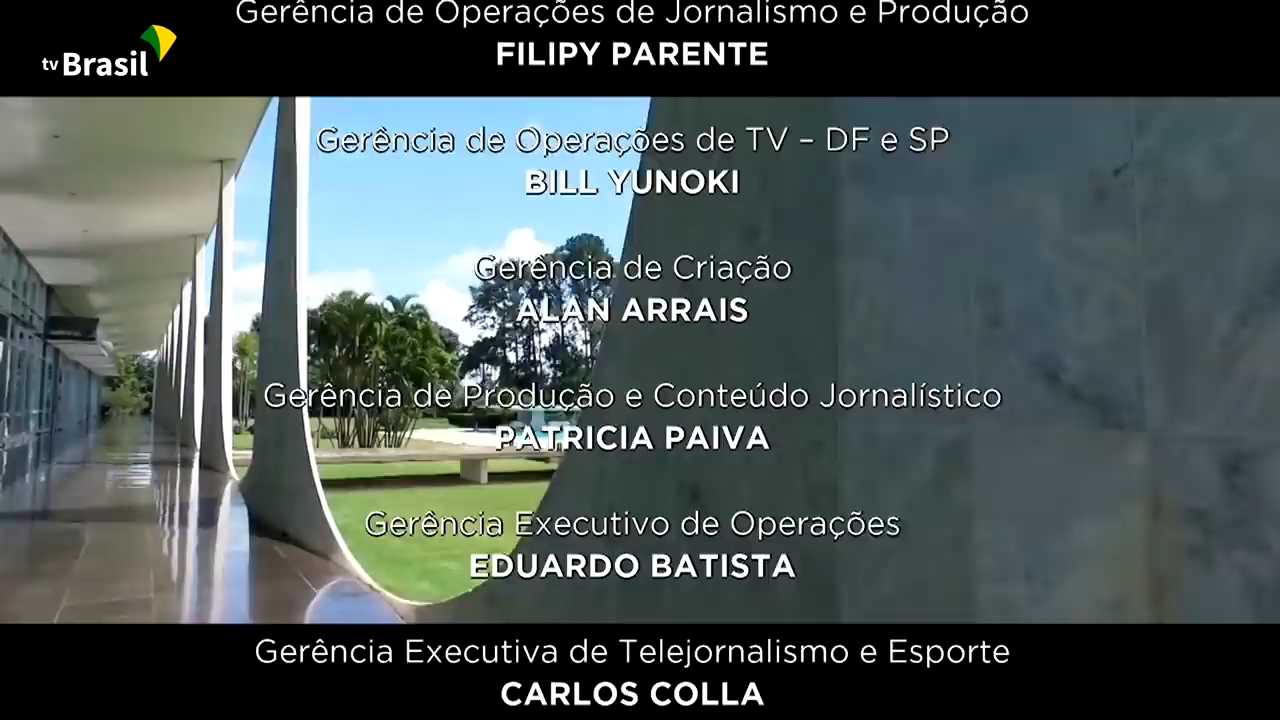 Gerência de Operações de Jornalismo e Produção
FILIPY PARENTE
tv Brasil
Gerência de Operações de TV – DF e SP
BILL YUNOKI
Gerência de Criação
ALAN ARRAIS
Gerência de Produção e Conteúdo Jornalístico
PATRICIA PAIVA
Gerência Executivo de Operações
EDUARDO BATISTA
Gerência Executiva de Telejornalismo e Esporte
CARLOS COLLA